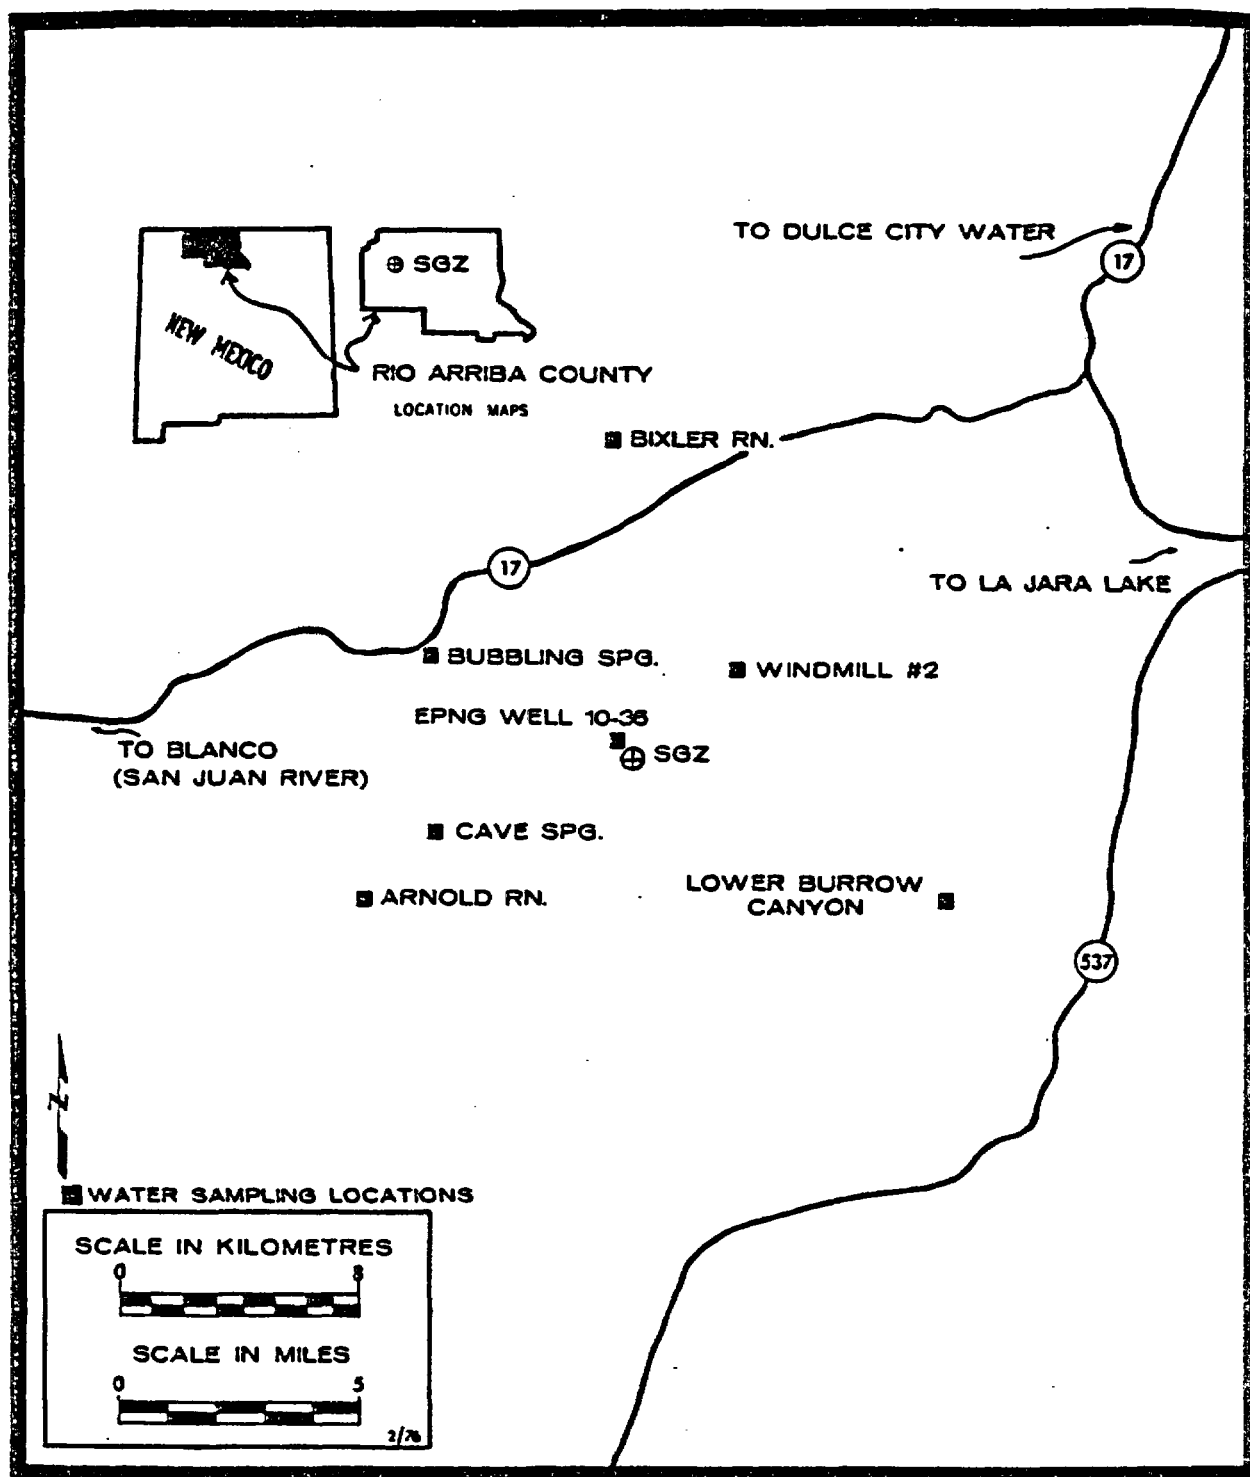 TO DULCE CITY WATER
17
SGZ
NEW MEXICO
RIO ARRIBA COUNTY
LOCATION MAPS
BIXLER RN.
17
TO LA JARA LAKE
BUBBLING SPG.
WINDMILL #2
EPNG WELL 10-36
SGZ
TO BLANCO
(SAN JUAN RIVER)
CAVE SPG.
ARNOLD RN.
LOWER BURROW
CANYON
537
N
WATER SAMPLING LOCATIONS
SCALE IN KILOMETRES
0 8
SCALE IN MILES
0 5
2/76